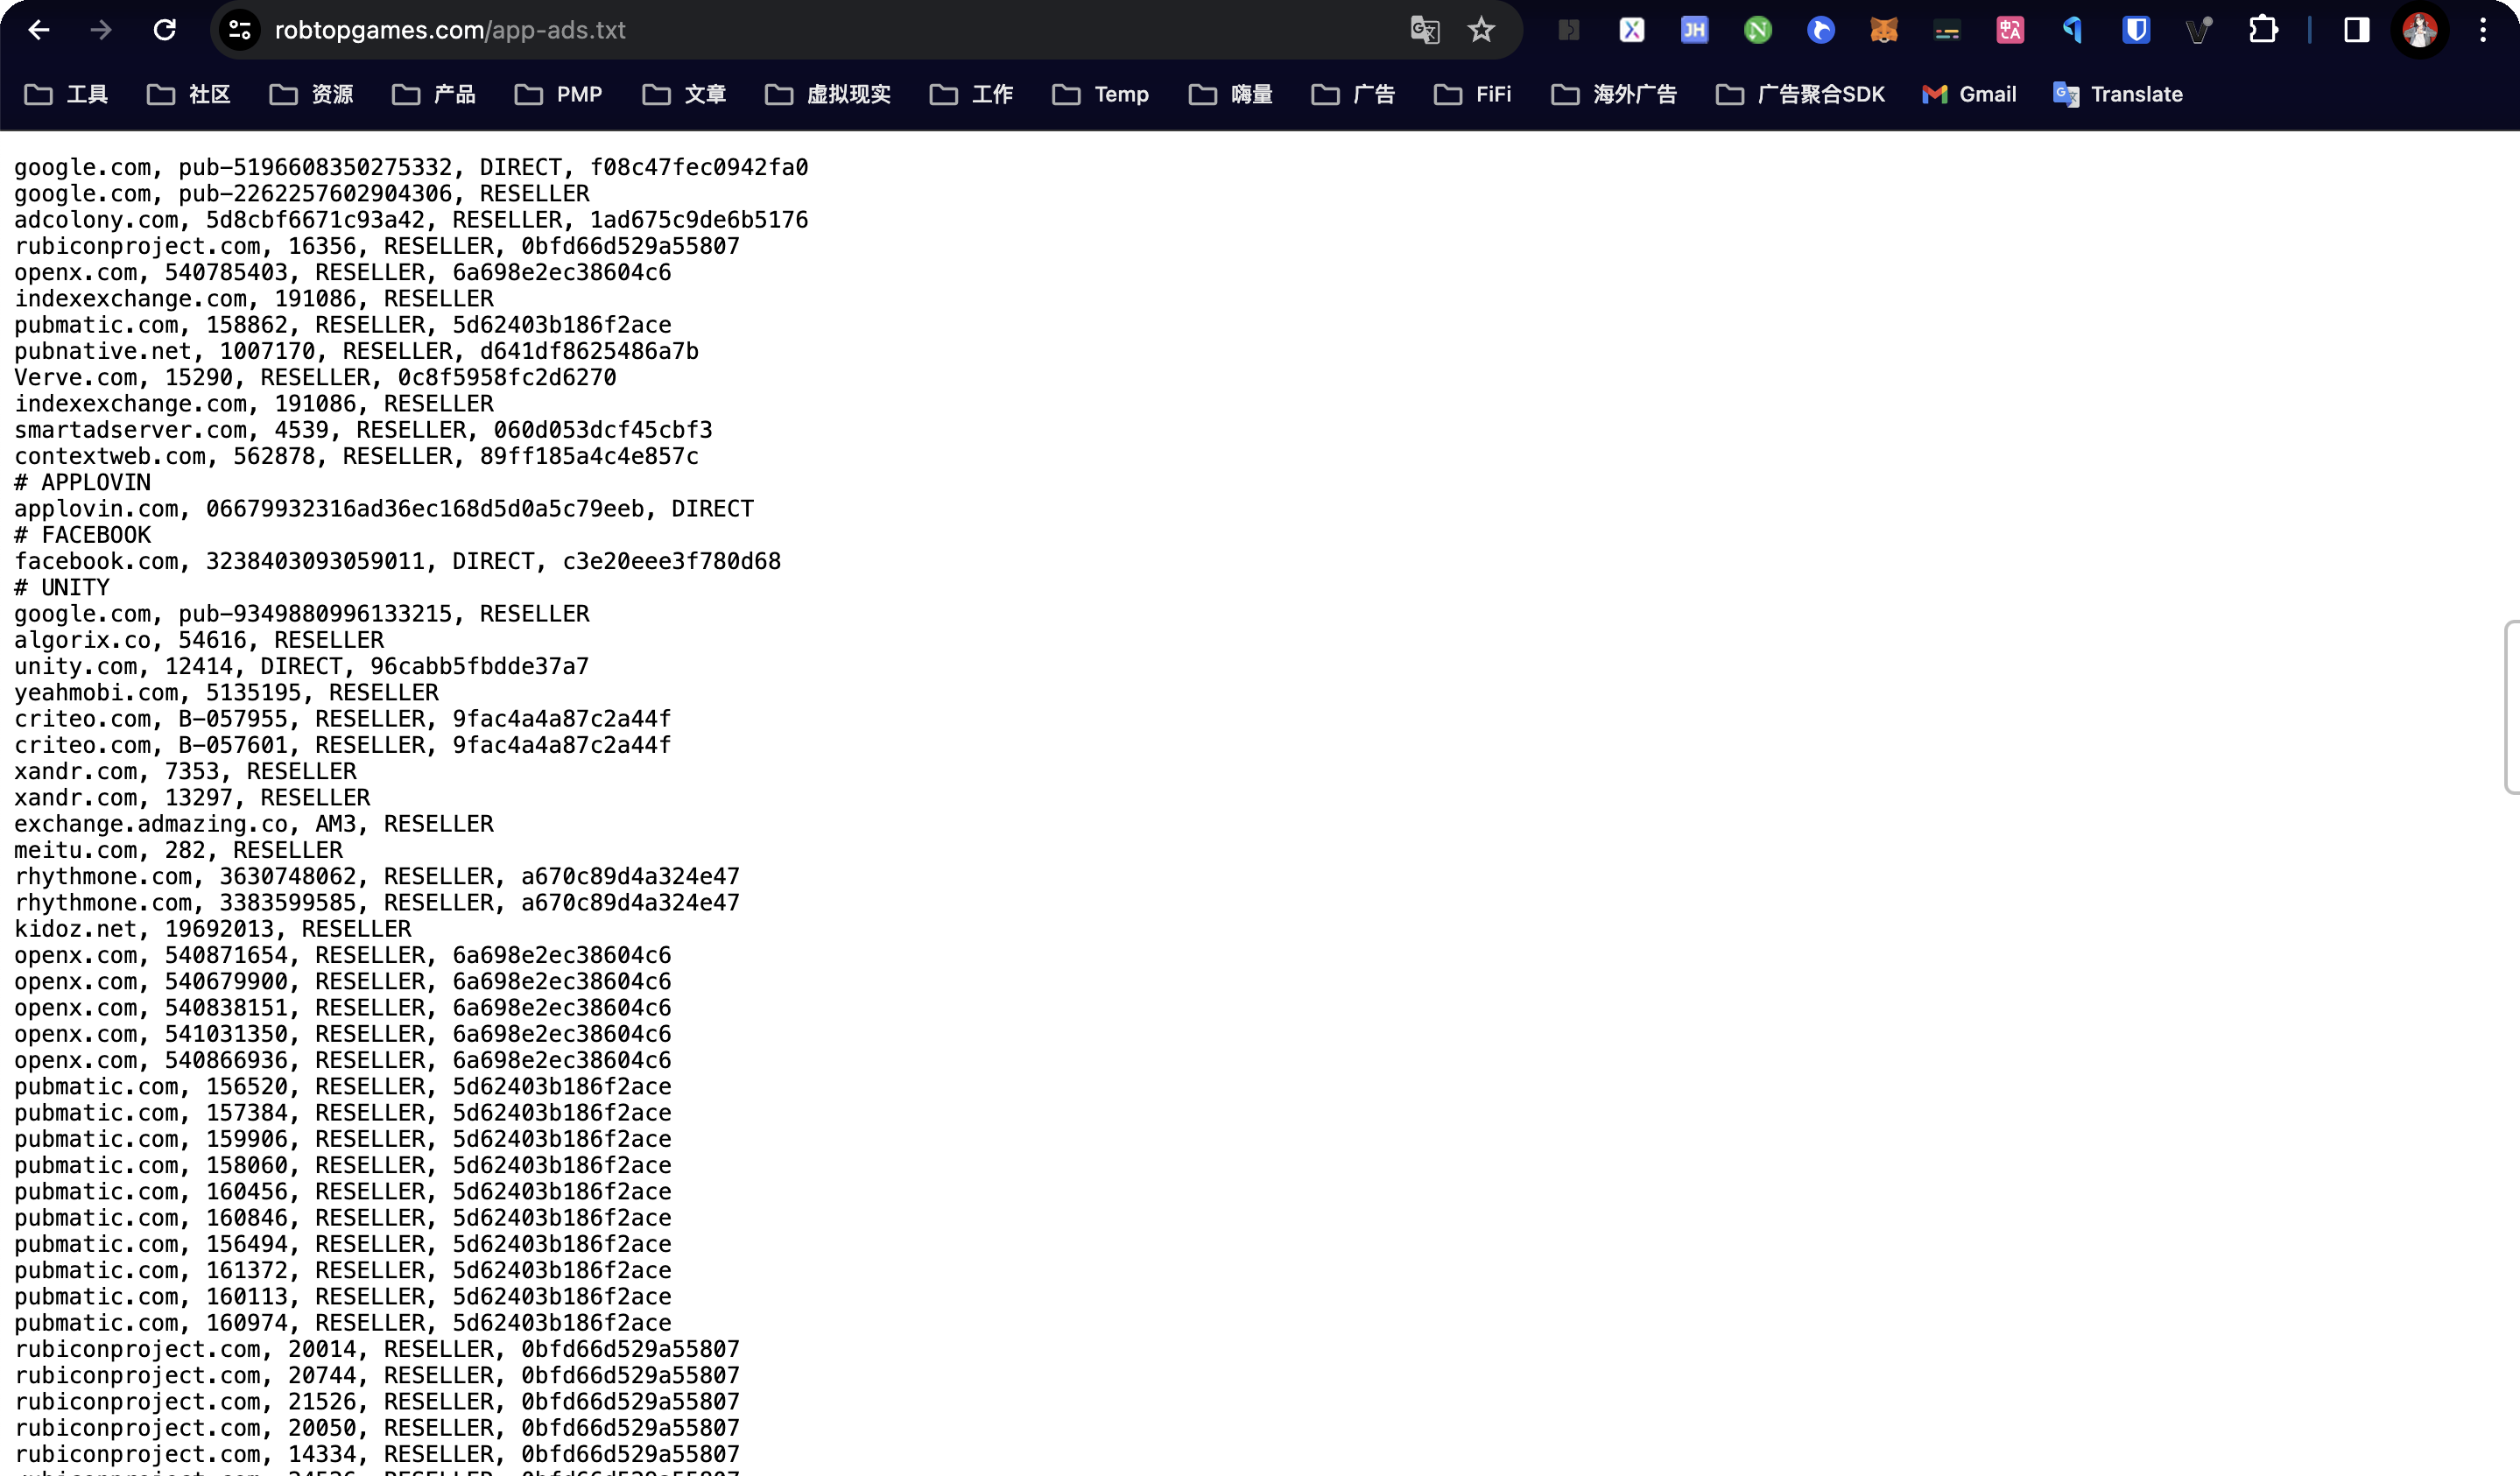 robtopgames.com/app-ads.txt
工具 社区 资源 产品 PMP 文章 虚拟现实 工作 Temp 嗨量 广告 FiFi 海外广告 广告聚合SDK Gmail Translate
google.com, pub-5196608350275332, DIRECT, f08c47fec0942fa0
google.com, pub-2262257602904306, RESELLER
adcolony.com, 5d8cbf6671c93a42, RESELLER, 1ad675c9de6b5176
rubiconproject.com, 16356, RESELLER, 0bfd66d529a55807
openx.com, 540785403, RESELLER, 6a698e2ec38604c6
indexexchange.com, 191086, RESELLER
pubmatic.com, 158862, RESELLER, 5d62403b186f2ace
pubnative.net, 1007170, RESELLER, d641df8625486a7b
Verve.com, 15290, RESELLER, 0c8f5958fc2d6270
indexexchange.com, 191086, RESELLER
smartadserver.com, 4539, RESELLER, 060d053dcf45cbf3
contextweb.com, 562878, RESELLER, 89ff185a4c4e857c
# APPLOVIN
applovin.com, 06679932316ad36ec168d5d0a5c79eeb, DIRECT
# FACEBOOK
facebook.com, 3238403093059011, DIRECT, c3e20eee3f780d68
# UNITY
google.com, pub-9349880996133215, RESELLER
algorix.co, 54616, RESELLER
unity.com, 12414, DIRECT, 96cabb5fbdde37a7
yeahmobi.com, 5135195, RESELLER
criteo.com, B-057955, RESELLER, 9fac4a4a87c2a44f
criteo.com, B-057601, RESELLER, 9fac4a4a87c2a44f
xandr.com, 7353, RESELLER
xandr.com, 13297, RESELLER
exchange.admazing.co, AM3, RESELLER
meitu.com, 282, RESELLER
rhythmone.com, 3630748062, RESELLER, a670c89d4a324e47
rhythmone.com, 3383599585, RESELLER, a670c89d4a324e47
kidoz.net, 19692013, RESELLER
openx.com, 540871654, RESELLER, 6a698e2ec38604c6
openx.com, 540679900, RESELLER, 6a698e2ec38604c6
openx.com, 540838151, RESELLER, 6a698e2ec38604c6
openx.com, 541031350, RESELLER, 6a698e2ec38604c6
openx.com, 540866936, RESELLER, 6a698e2ec38604c6
pubmatic.com, 156520, RESELLER, 5d62403b186f2ace
pubmatic.com, 157384, RESELLER, 5d62403b186f2ace
pubmatic.com, 159906, RESELLER, 5d62403b186f2ace
pubmatic.com, 158060, RESELLER, 5d62403b186f2ace
pubmatic.com, 160456, RESELLER, 5d62403b186f2ace
pubmatic.com, 160846, RESELLER, 5d62403b186f2ace
pubmatic.com, 156494, RESELLER, 5d62403b186f2ace
pubmatic.com, 161372, RESELLER, 5d62403b186f2ace
pubmatic.com, 160113, RESELLER, 5d62403b186f2ace
pubmatic.com, 160974, RESELLER, 5d62403b186f2ace
rubiconproject.com, 20014, RESELLER, 0bfd66d529a55807
rubiconproject.com, 20744, RESELLER, 0bfd66d529a55807
rubiconproject.com, 21526, RESELLER, 0bfd66d529a55807
rubiconproject.com, 20050, RESELLER, 0bfd66d529a55807
rubiconproject.com, 14334, RESELLER, 0bfd66d529a55807